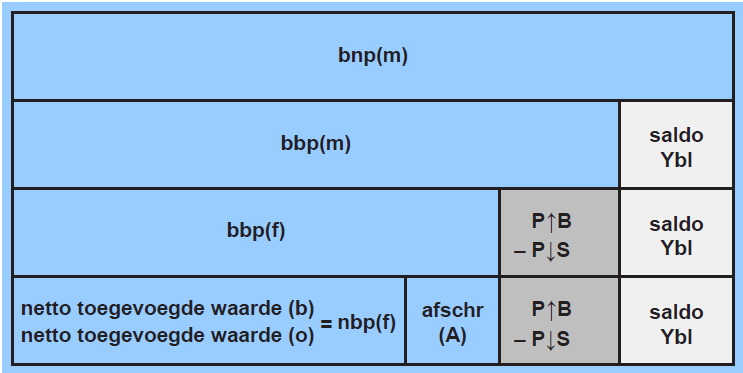 bnp(m)
bbp(m)
saldo
Ybl
bbp(f)
P↑B
– P↓S
saldo
Ybl
netto toegevoegde waarde (b)
netto toegevoegde waarde (o)
= nbp(f)
afschr
(A)
P↑B
– P↓S
saldo
Ybl